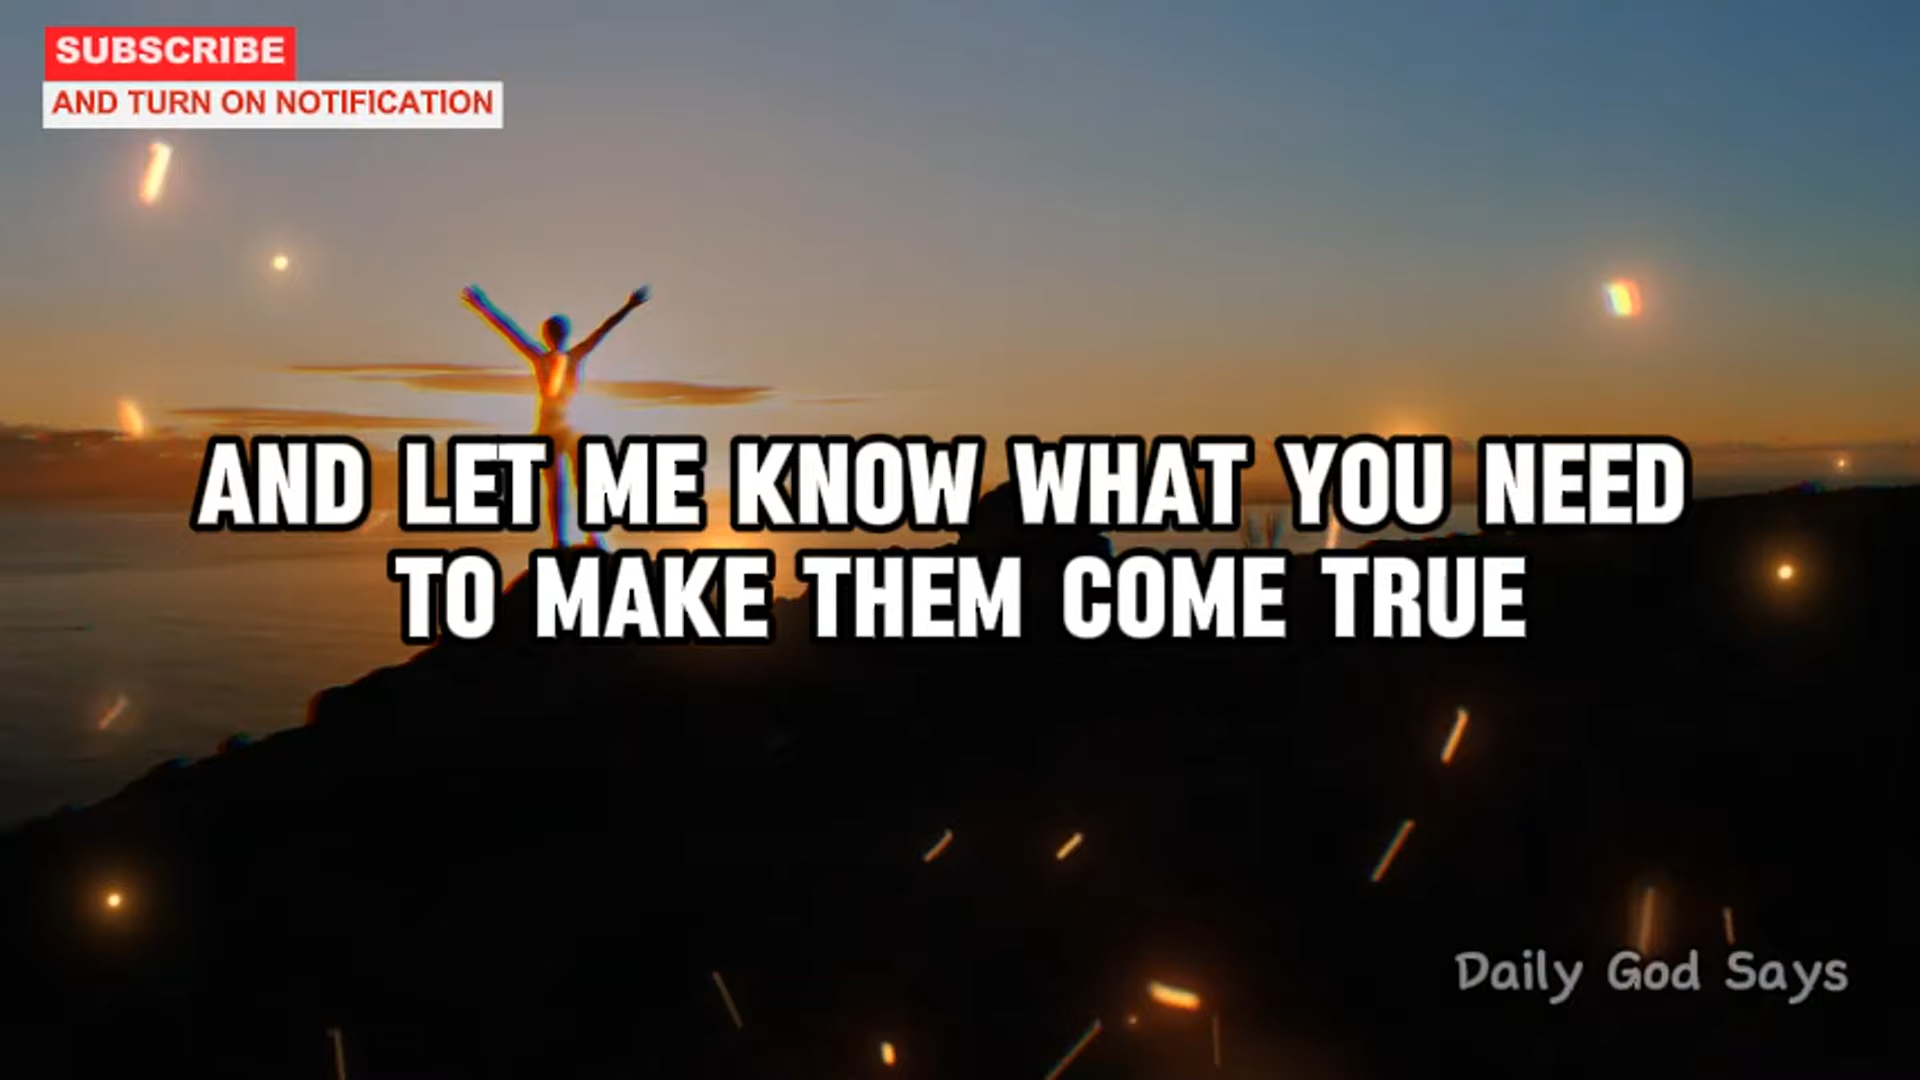 SUBSCRIBE
AND TURN ON NOTIFICATION
AND LET ME KNOW WHAT YOU NEED
TO MAKE THEM COME TRUE
Daily God Says